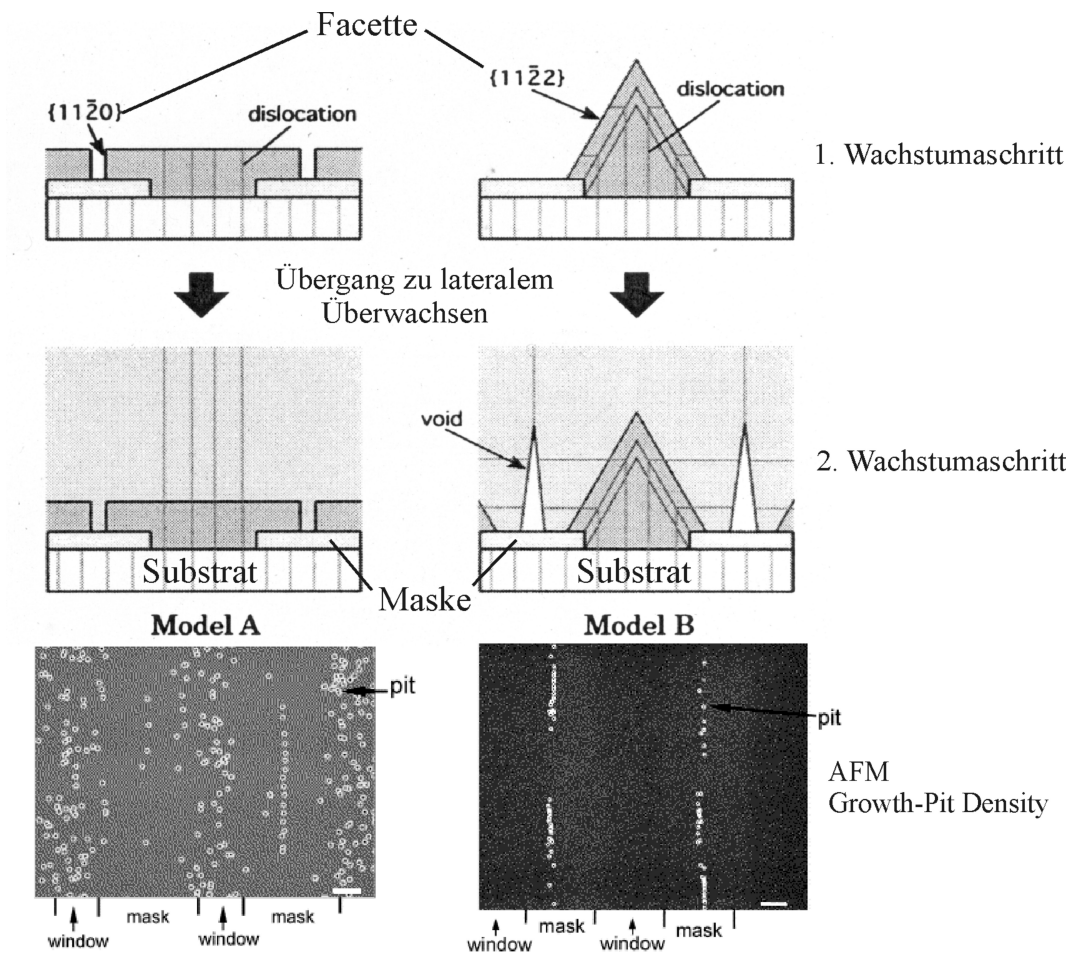 Facette
{112̄0}
dislocation
{112̄2}
dislocation
1. Wachstumaschritt
Übergang zu lateralem
Überwachsen
void
2. Wachstumaschritt
Substrat
Substrat
Maske
Model A
Model B
pit
pit
AFM
Growth-Pit Density
mask
mask
window
window
mask
window
window